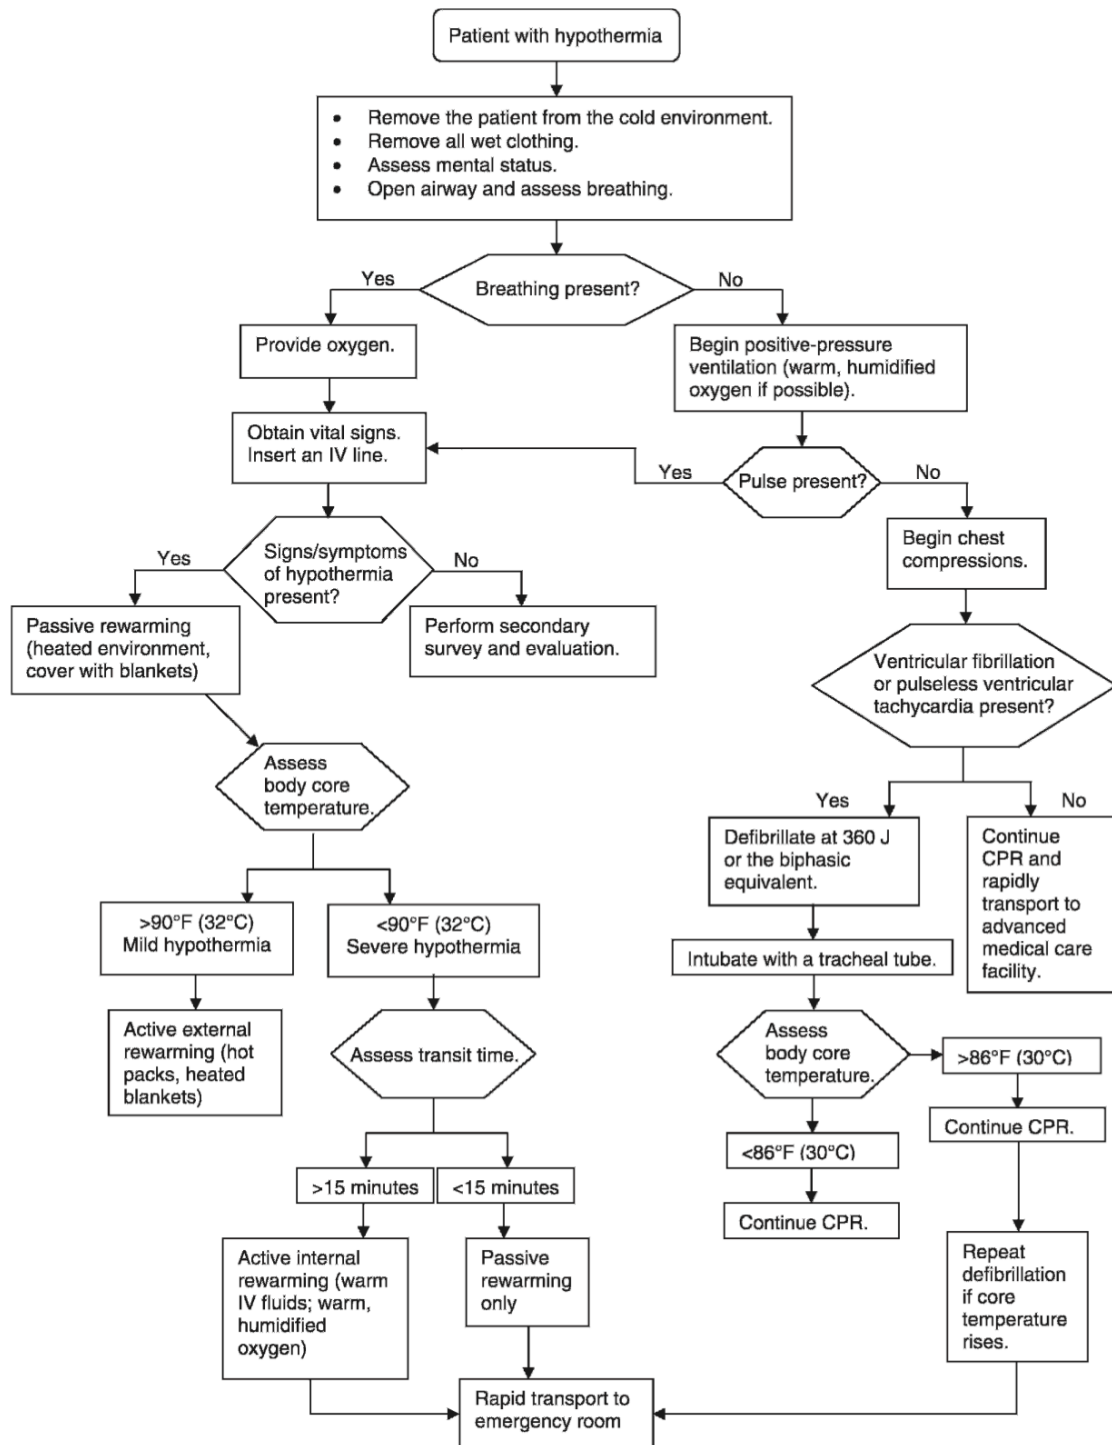 Patient with hypothermia
• Remove the patient from the cold environment.
• Remove all wet clothing.
• Assess mental status.
• Open airway and assess breathing.
Breathing present?
Yes
No
Provide oxygen.
Begin positive-pressure
ventilation (warm, humidified
oxygen if possible).
Obtain vital signs.
Insert an IV line.
Pulse present?
Yes
No
Begin chest
compressions.
Signs/symptoms
of hypothermia
present?
Yes
No
Passive rewarming
(heated environment,
cover with blankets)
Perform secondary
survey and evaluation.
Ventricular fibrillation
or pulseless ventricular
tachycardia present?
Assess
body core
temperature.
Yes
No
Defibrillate at 360 J
or the biphasic
equivalent.
Continue
CPR and
rapidly
transport to
advanced
medical care
facility.
>90°F (32°C)
Mild hypothermia
<90°F (32°C)
Severe hypothermia
Intubate with a tracheal tube.
Active external
rewarming (hot
packs, heated
blankets)
Assess transit time.
Assess
body core
temperature.
>86°F (30°C)
Continue CPR.
<86°F (30°C)
Continue CPR.
>15 minutes
<15 minutes
Active internal
rewarming (warm
IV fluids; warm,
humidified
oxygen)
Passive
rewarming
only
Repeat
defibrillation
if core
temperature
rises.
Rapid transport to
emergency room